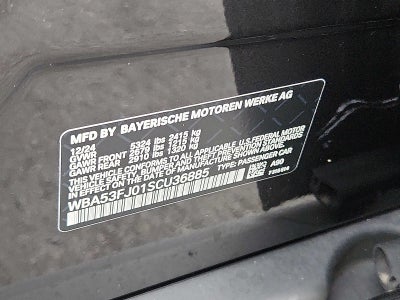 MFD BY BAYERISCHE MOTOREN WERKE AG
12/24
GVWR 5324 lbs 2415 kg
GAWR FRONT 2679 lbs 1215 kg
GAWR REAR 2910 lbs 1320 kg
THIS VEHICLE CONFORMS TO ALL APPLICABLE U.S. FEDERAL MOTOR
VEHICLE SAFETY, BUMPER, AND THEFT PREVENTION STANDARDS
IN EFFECT ON THE DATE OF MANUFACTURE SHOWN ABOVE.
WBA53FJ01SCU36885 TYPE: PASSENGER CAR
A90